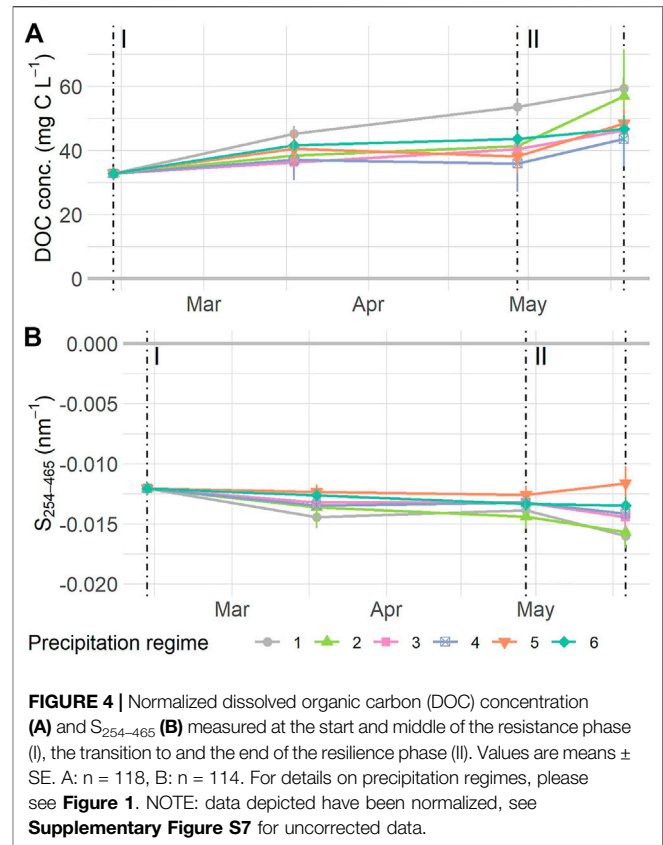 A
I
II
DOC conc. (mg C L⁻¹)
60
40
20
0
Mar
Apr
May
B
I
II
S₂₅₄₋₄₆₅ (nm⁻¹)
0.000
-0.005
-0.010
-0.015
-0.020
Mar
Apr
May
Precipitation regime 1 2 3 4 5 6
FIGURE 4 | Normalized dissolved organic carbon (DOC) concentration
(A) and S₂₅₄₋₄₆₅ (B) measured at the start and middle of the resistance phase
(I), the transition to and the end of the resilience phase (II). Values are means ±
SE. A: n = 118, B: n = 114. For details on precipitation regimes, please
see Figure 1. NOTE: data depicted have been normalized, see
Supplementary Figure S7 for uncorrected data.